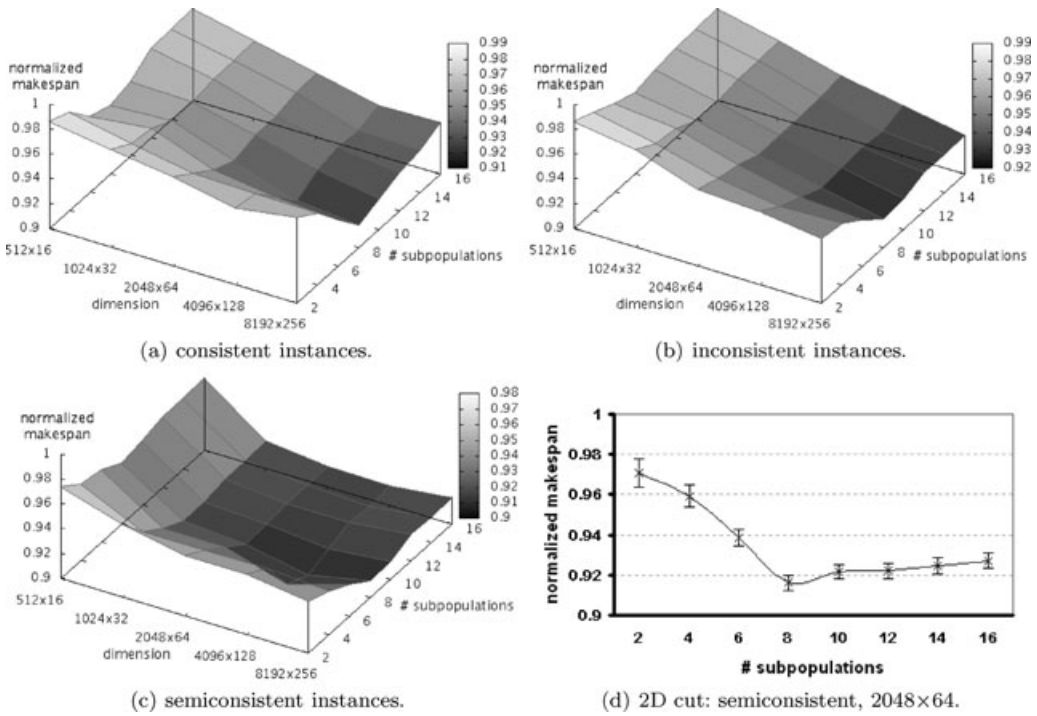 normalized
makespan
1
0.98
0.96
0.94
0.92
0.9
512x16
1024x32
2048x64
4096x128
8192x256
dimension
2
4
6
8
10
12
14
16
# subpopulations
0.99
0.98
0.97
0.96
0.95
0.94
0.93
0.92
0.91
(a) consistent instances.
normalized
makespan
1
0.98
0.96
0.94
0.92
0.9
512x16
1024x32
2048x64
4096x128
8192x256
dimension
2
4
6
8
10
12
14
16
# subpopulations
0.99
0.98
0.97
0.96
0.95
0.94
0.93
0.92
(b) inconsistent instances.
normalized
makespan
1
0.98
0.96
0.94
0.92
0.9
512x16
1024x32
2048x64
4096x128
8192x256
dimension
2
4
6
8
10
12
14
16
# subpopulations
0.98
0.97
0.96
0.95
0.94
0.93
0.92
0.91
0.9
(c) semiconsistent instances.
normalized makespan
1
0.98
0.96
0.94
0.92
0.9
2 4 6 8 10 12 14 16
# subpopulations
(d) 2D cut: semiconsistent, 2048×64.